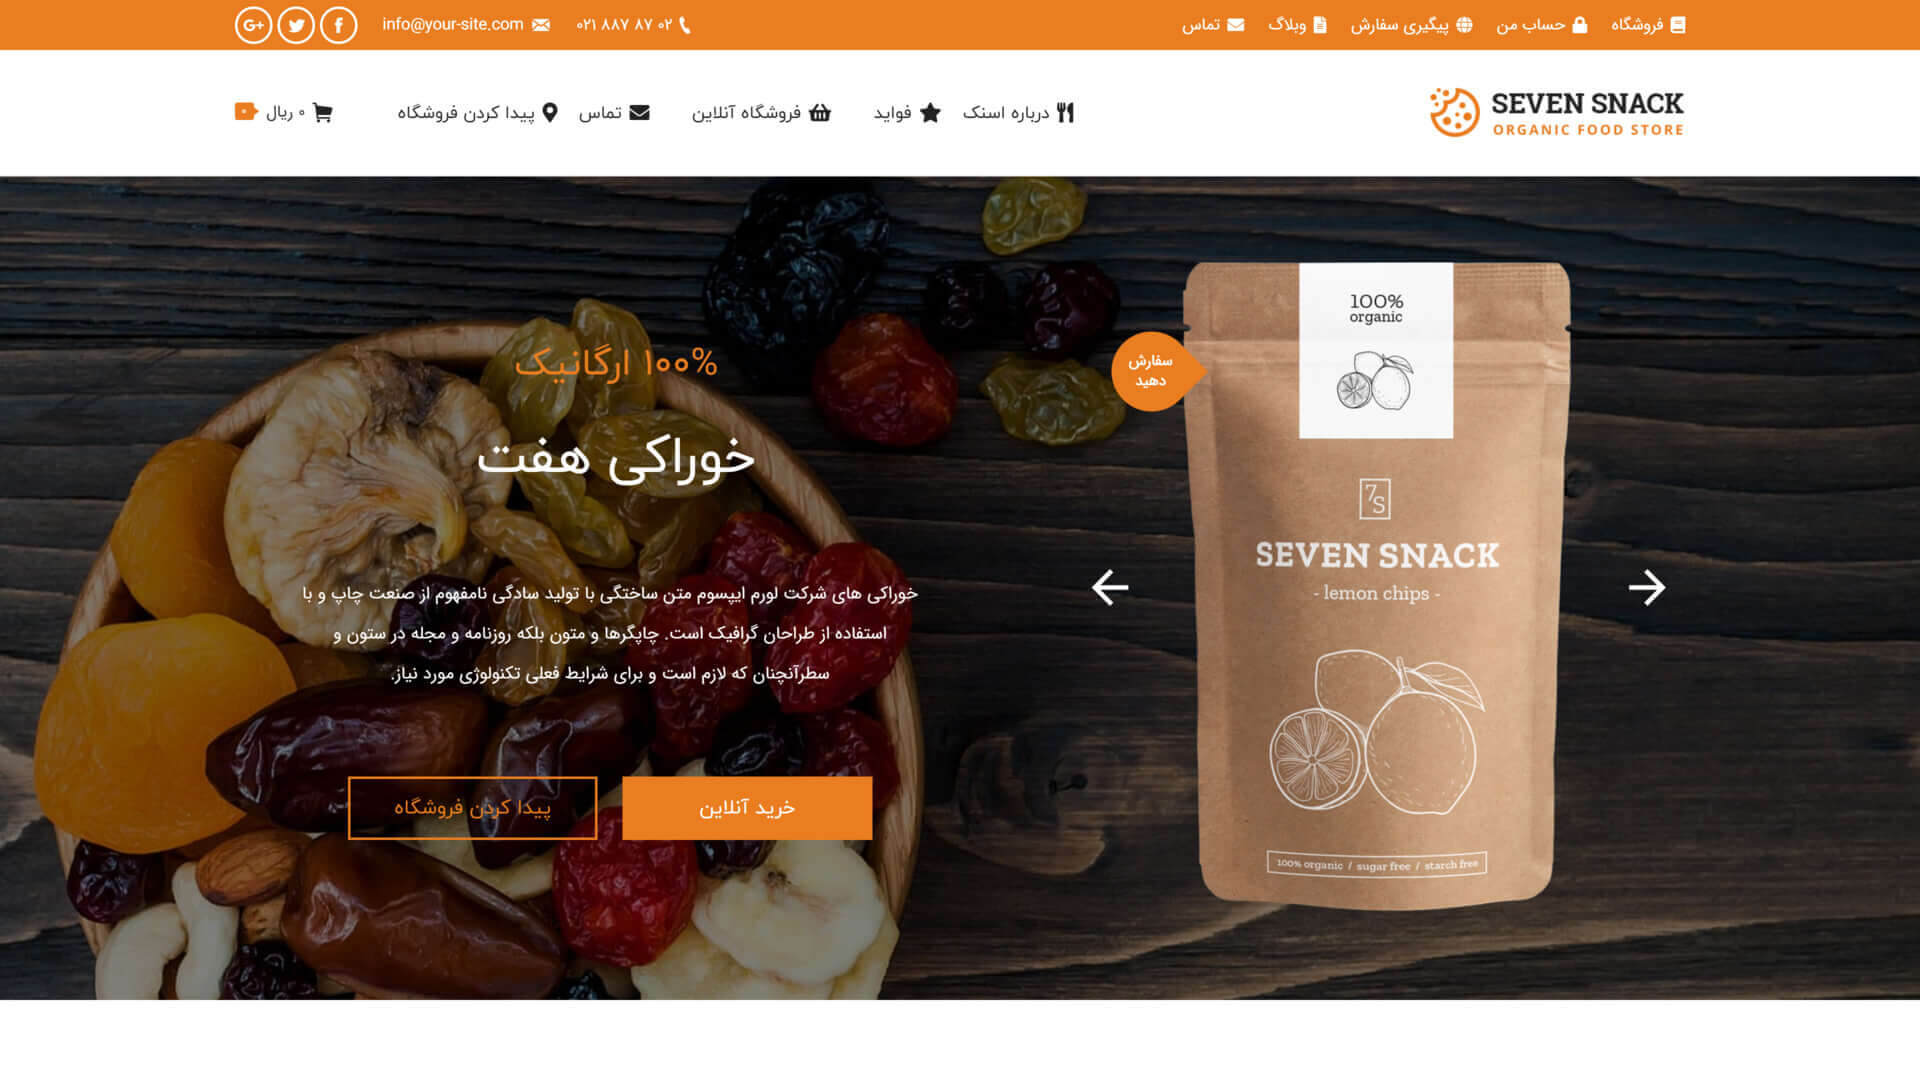 فروشگاه
حساب من
پیگیری سفارش
وبلاگ
تماس
۰۲۱ ۸۸۷ ۸۷ ۰۲
info@your-site.com
G+
f
SEVEN SNACK
ORGANIC FOOD STORE
درباره اسنک
فواید
فروشگاه آنلاین
تماس
پیدا کردن فروشگاه
۰ ریال
۰
100%
organic
سفارش
دهید
7S
SEVEN SNACK
- lemon chips -
100% organic / sugar free / starch free
۱۰۰% ارگانیک
خوراکی هفت
خوراکی های شرکت لورم ایپسوم متن ساختگی با تولید سادگی نامفهوم از صنعت چاپ و با
استفاده از طراحان گرافیک است. چاپگرها و متون بلکه روزنامه و مجله در ستون و
سطرآنچنان که لازم است و برای شرایط فعلی تکنولوژی مورد نیاز.
خرید آنلاین
پیدا کردن فروشگاه